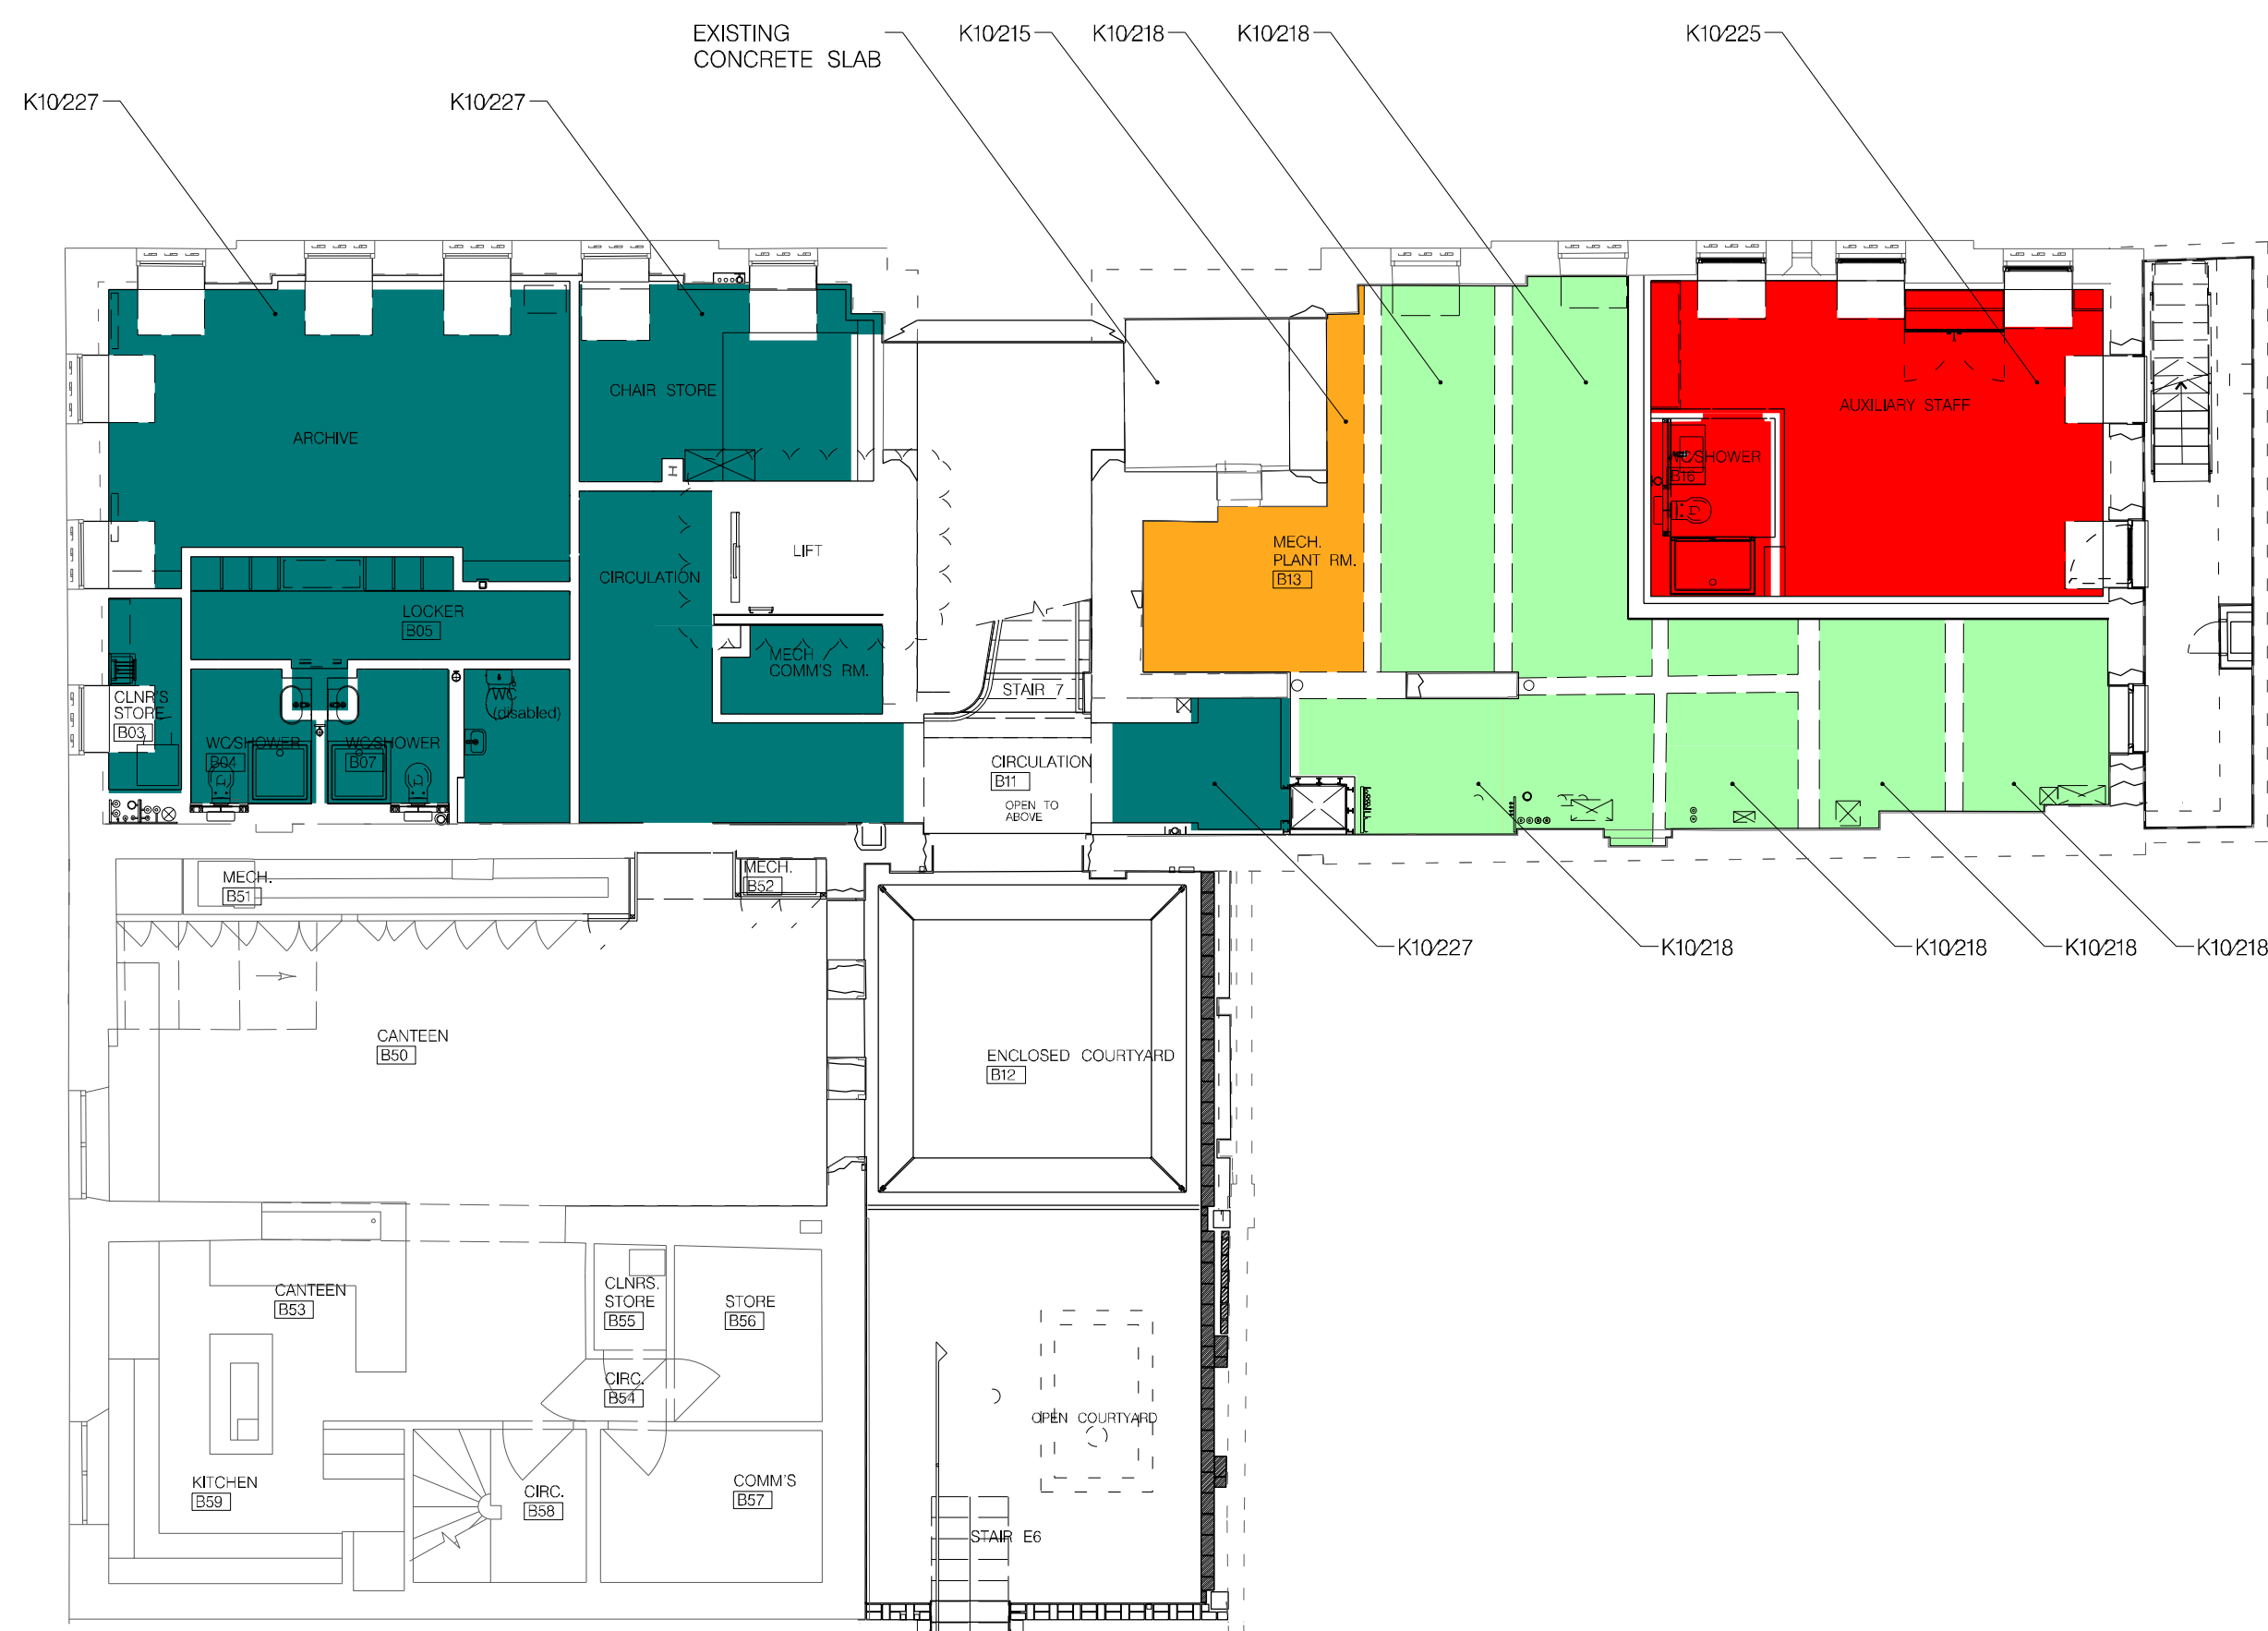 EXISTING
CONCRETE SLAB
K10/215
K10/218
K10/218
K10/225
K10/227
K10/227
CHAIR STORE
ARCHIVE
AUXILIARY STAFF
WC/SHOWER
B16
H
LIFT
MECH.
PLANT RM.
B13
CIRCULATION
LOCKER
B05
MECH
COMM'S RM.
STAIR 7
CLNR'S
STORE
B03
WC
(disabled)
WC/SHOWER
B04
WC/SHOWER
B07
CIRCULATION
B11
OPEN TO
ABOVE
MECH.
B51
MECH.
B52
K10/227
K10/218
K10/218
K10/218
K10/218
CANTEEN
B50
ENCLOSED COURTYARD
B12
CANTEEN
B53
CLNRS.
STORE
B55
STORE
B56
CIRC.
B54
OPEN COURTYARD
KITCHEN
B59
CIRC.
B58
COMM'S
B57
STAIR E6